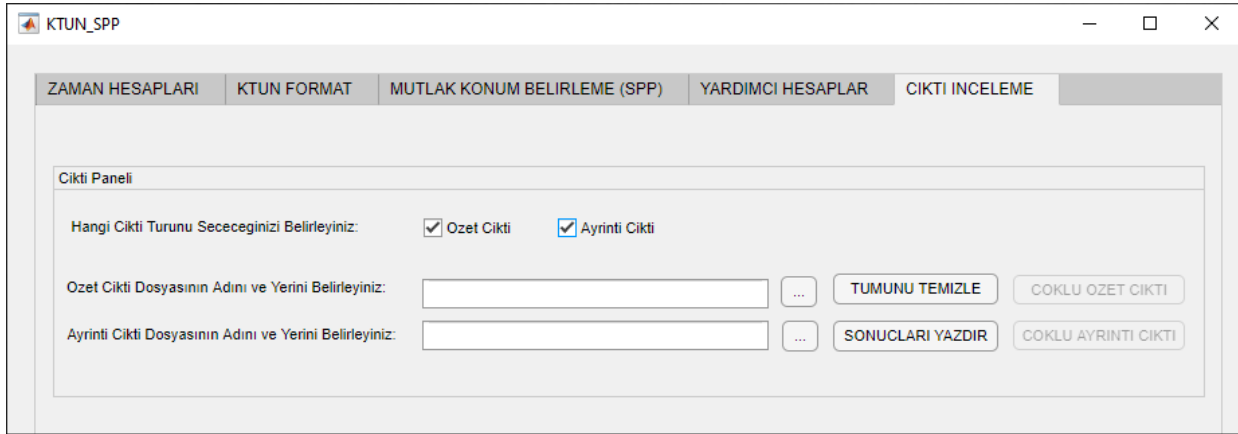 KTUN_SPP
ZAMAN HESAPLARI KTUN FORMAT MUTLAK KONUM BELIRLEME (SPP) YARDIMCI HESAPLAR CIKTI INCELEME
Cikti Paneli
Hangi Cikti Turunu Sececeginizi Belirleyiniz: Ozet Cikti Ayrinti Cikti
Ozet Cikti Dosyasının Adını ve Yerini Belirleyiniz: ... TUMUNU TEMIZLE COKLU OZET CIKTI
Ayrinti Cikti Dosyasının Adını ve Yerini Belirleyiniz: ... SONUCLARI YAZDIR COKLU AYRINTI CIKTI